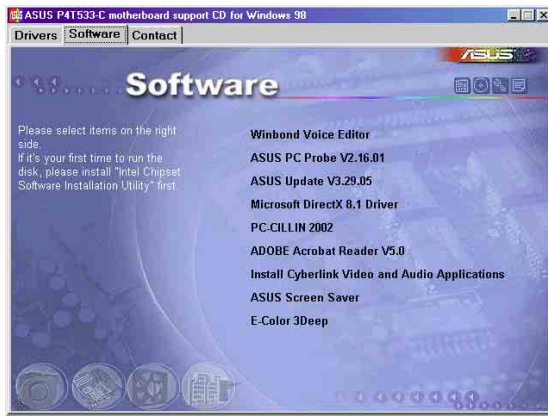 ASUS P4T533-C motherboard support CD for Windows 98
Drivers Software Contact
ASUS
Software
Please select items on the right
side.
If it's your first time to run the
disk, please install "Intel Chipset
Software Installation Utility" first.
Winbond Voice Editor
ASUS PC Probe V2.16.01
ASUS Update V3.29.05
Microsoft DirectX 8.1 Driver
PC-CILLIN 2002
ADOBE Acrobat Reader V5.0
Install Cyberlink Video and Audio Applications
ASUS Screen Saver
E-Color 3Deep